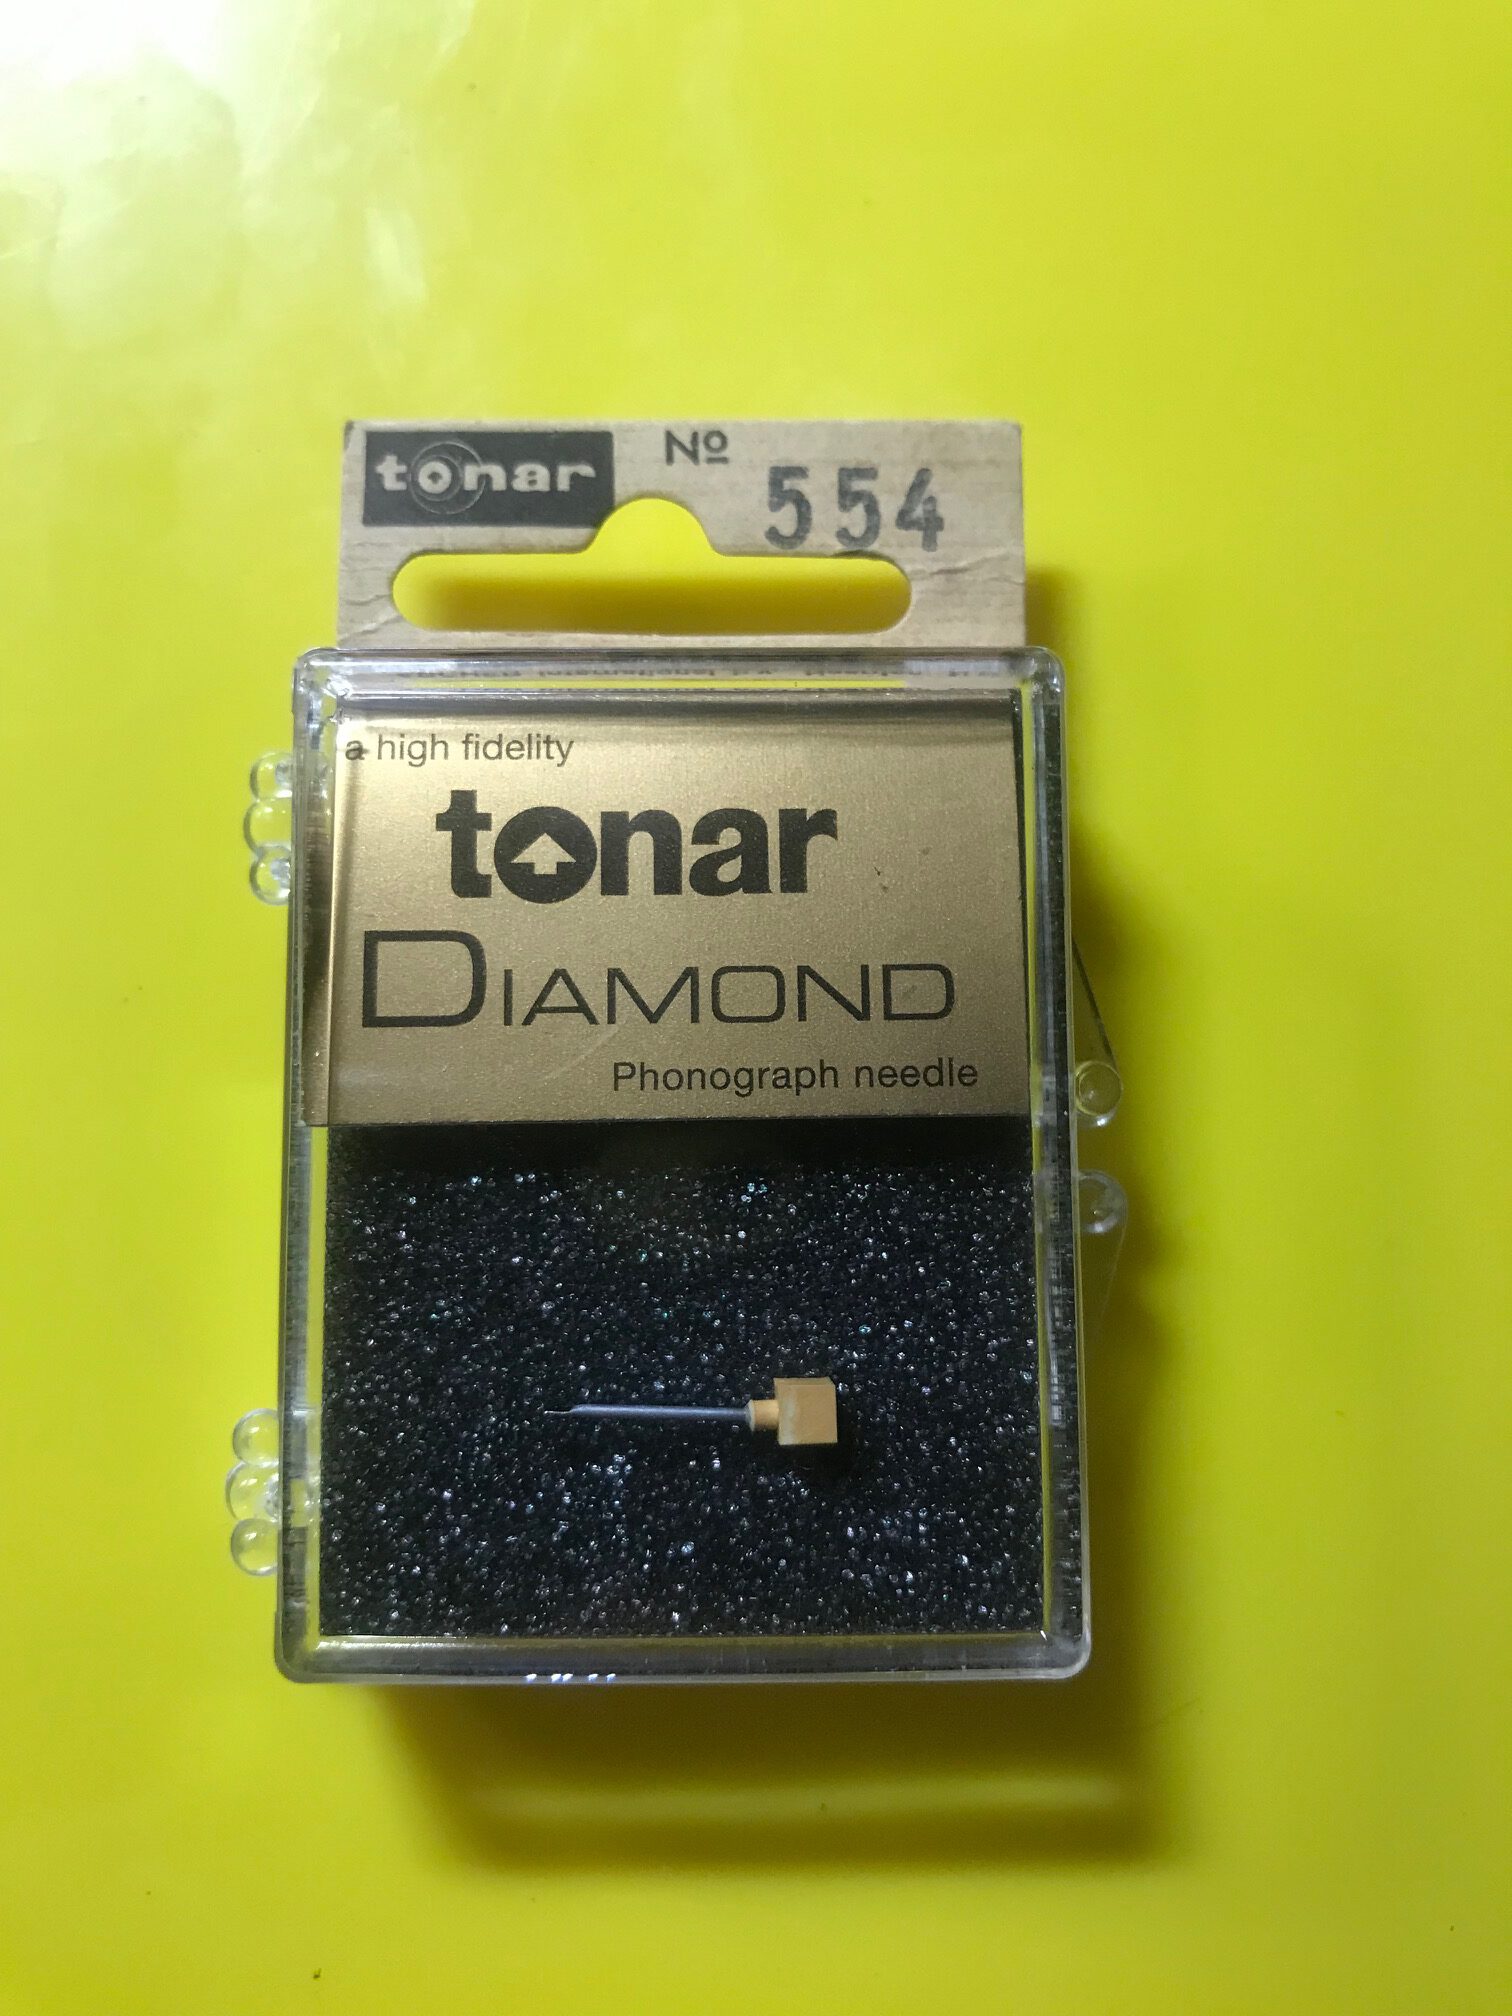 tonar
№ 554
a high fidelity
tonar
DIAMOND
Phonograph needle